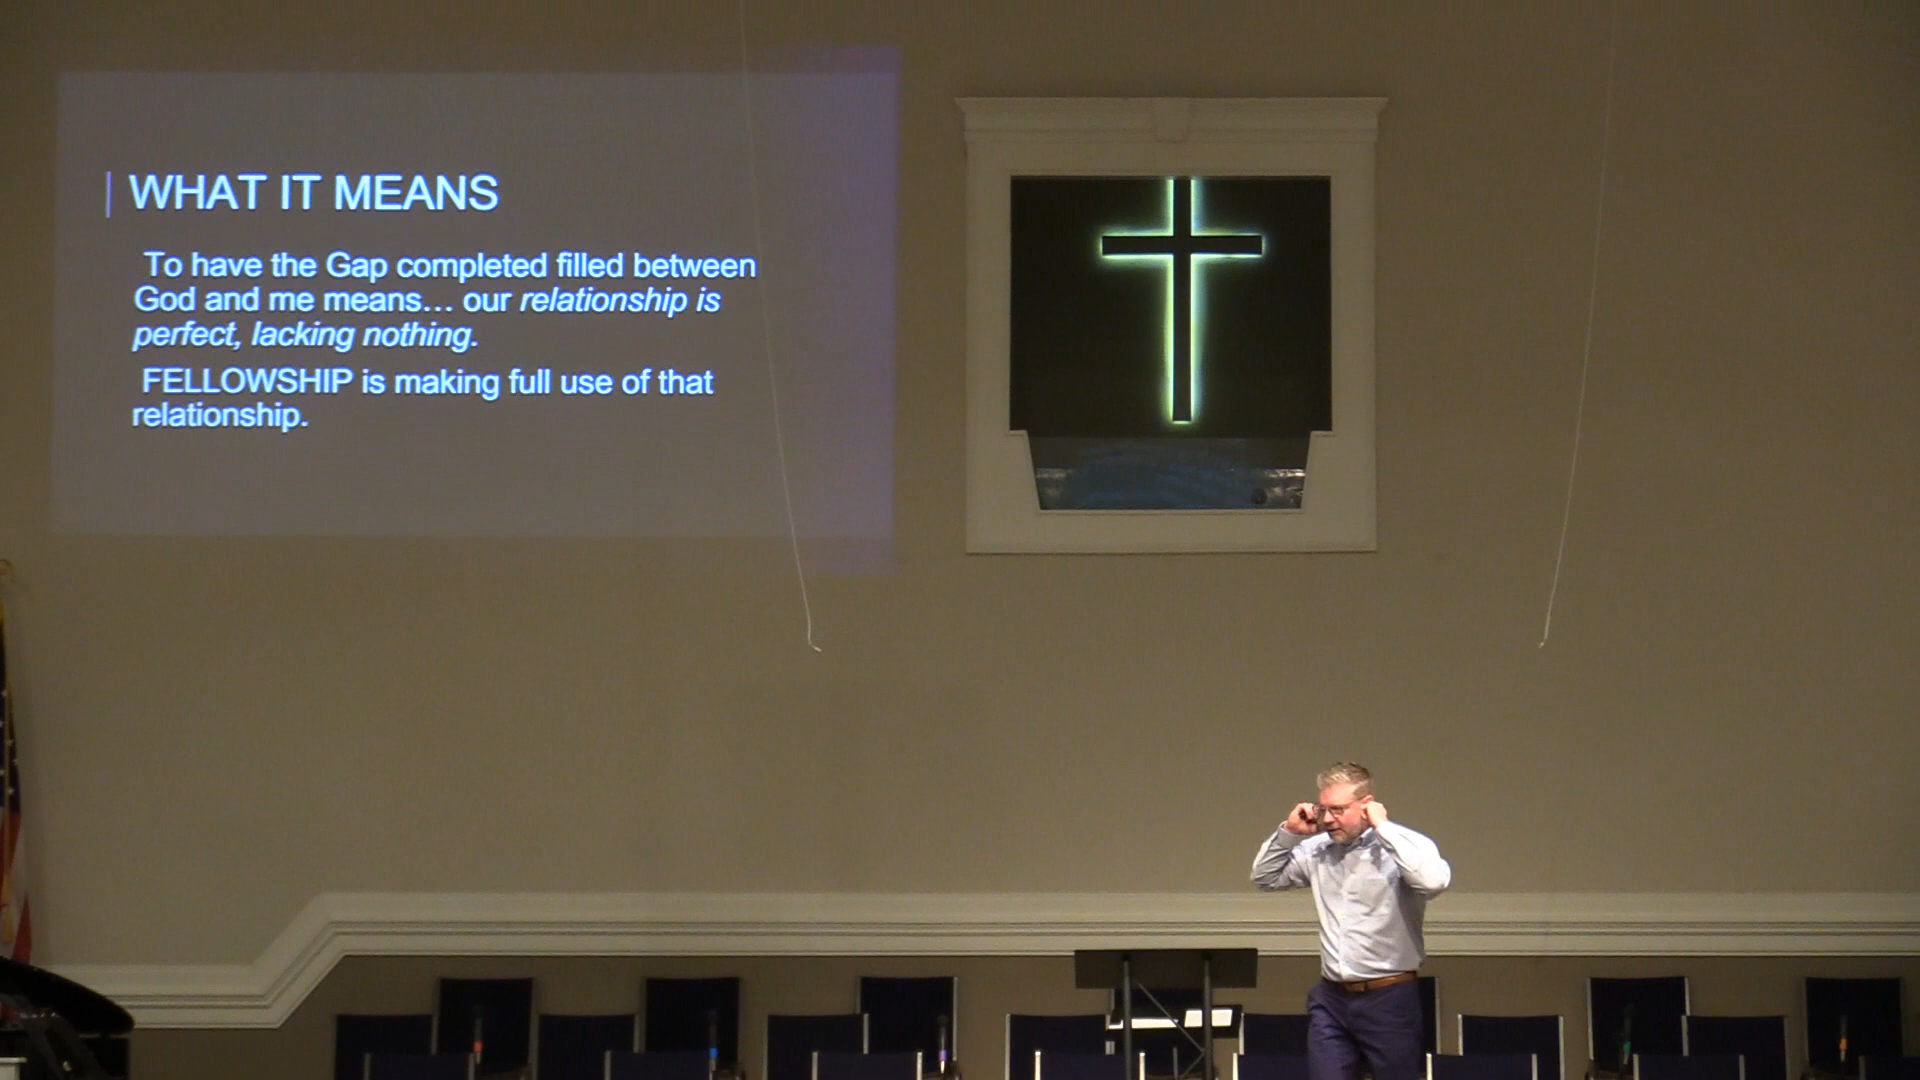 WHAT IT MEANS
To have the Gap completed filled between
God and me means... our relationship is
perfect, lacking nothing.
FELLOWSHIP is making full use of that
relationship.